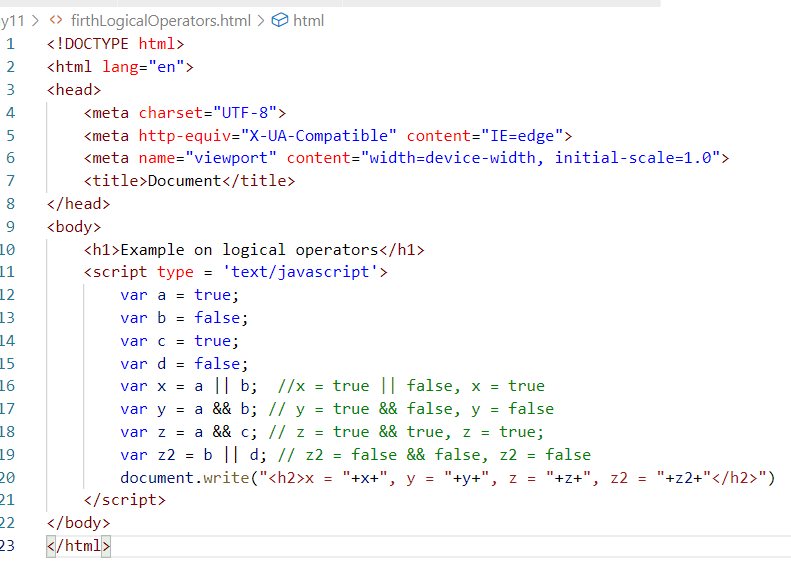 y11 > <> firthLogicalOperators.html > html
1 <!DOCTYPE html>
2 <html lang="en">
3 <head>
4     <meta charset="UTF-8">
5     <meta http-equiv="X-UA-Compatible" content="IE=edge">
6     <meta name="viewport" content="width=device-width, initial-scale=1.0">
7     <title>Document</title>
8 </head>
9 <body>
10     <h1>Example on logical operators</h1>
11     <script type = 'text/javascript'>
12         var a = true;
13         var b = false;
14         var c = true;
15         var d = false;
16         var x = a || b;  //x = true || false, x = true
17         var y = a && b; // y = true && false, y = false
18         var z = a && c; // z = true && true, z = true;
19         var z2 = b || d; // z2 = false && false, z2 = false
20         document.write("<h2>x = "+x+", y = "+y+", z = "+z+", z2 = "+z2+"</h2>")
21     </script>
22 </body>
23 </html>